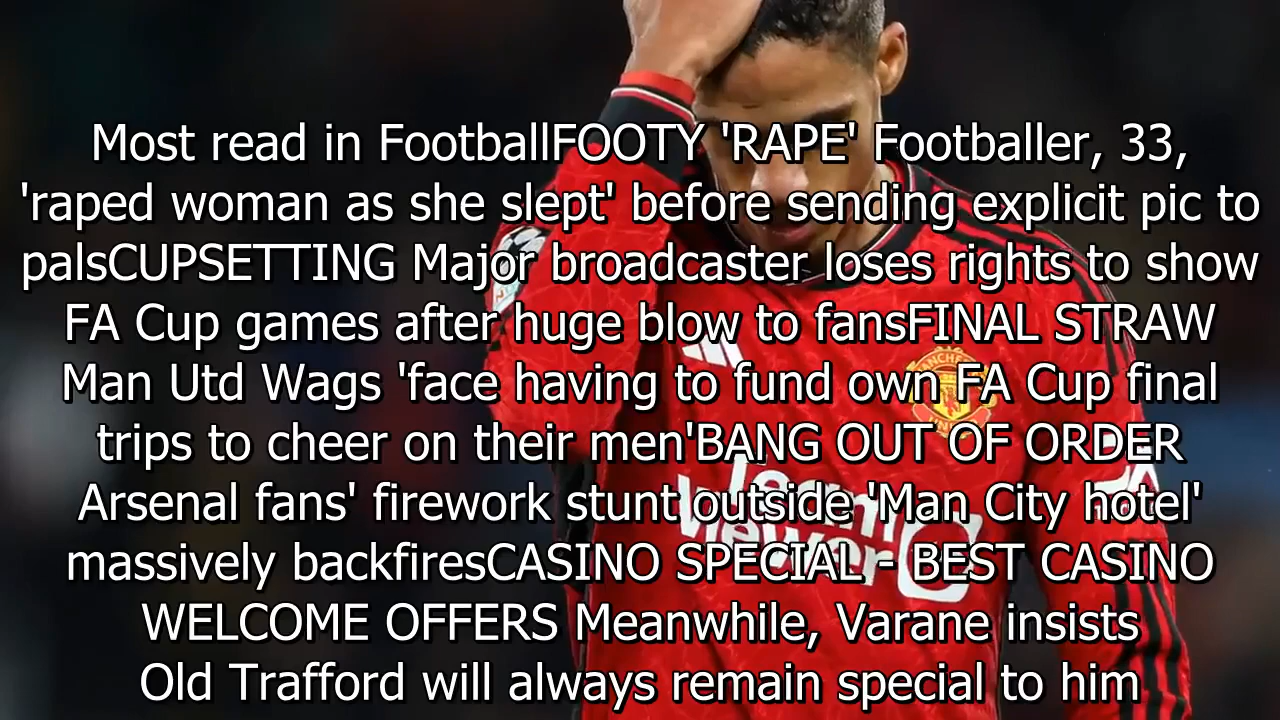 Most read in FootballFOOTY 'RAPE' Footballer, 33,
'raped woman as she slept' before sending explicit pic to
palsCUPSETTING Major broadcaster loses rights to show
FA Cup games after huge blow to fansFINAL STRAW
Man Utd Wags 'face having to fund own FA Cup final
trips to cheer on their men'BANG OUT OF ORDER
Arsenal fans' firework stunt outside 'Man City hotel'
massively backfiresCASINO SPECIAL - BEST CASINO
WELCOME OFFERS Meanwhile, Varane insists
Old Trafford will always remain special to him